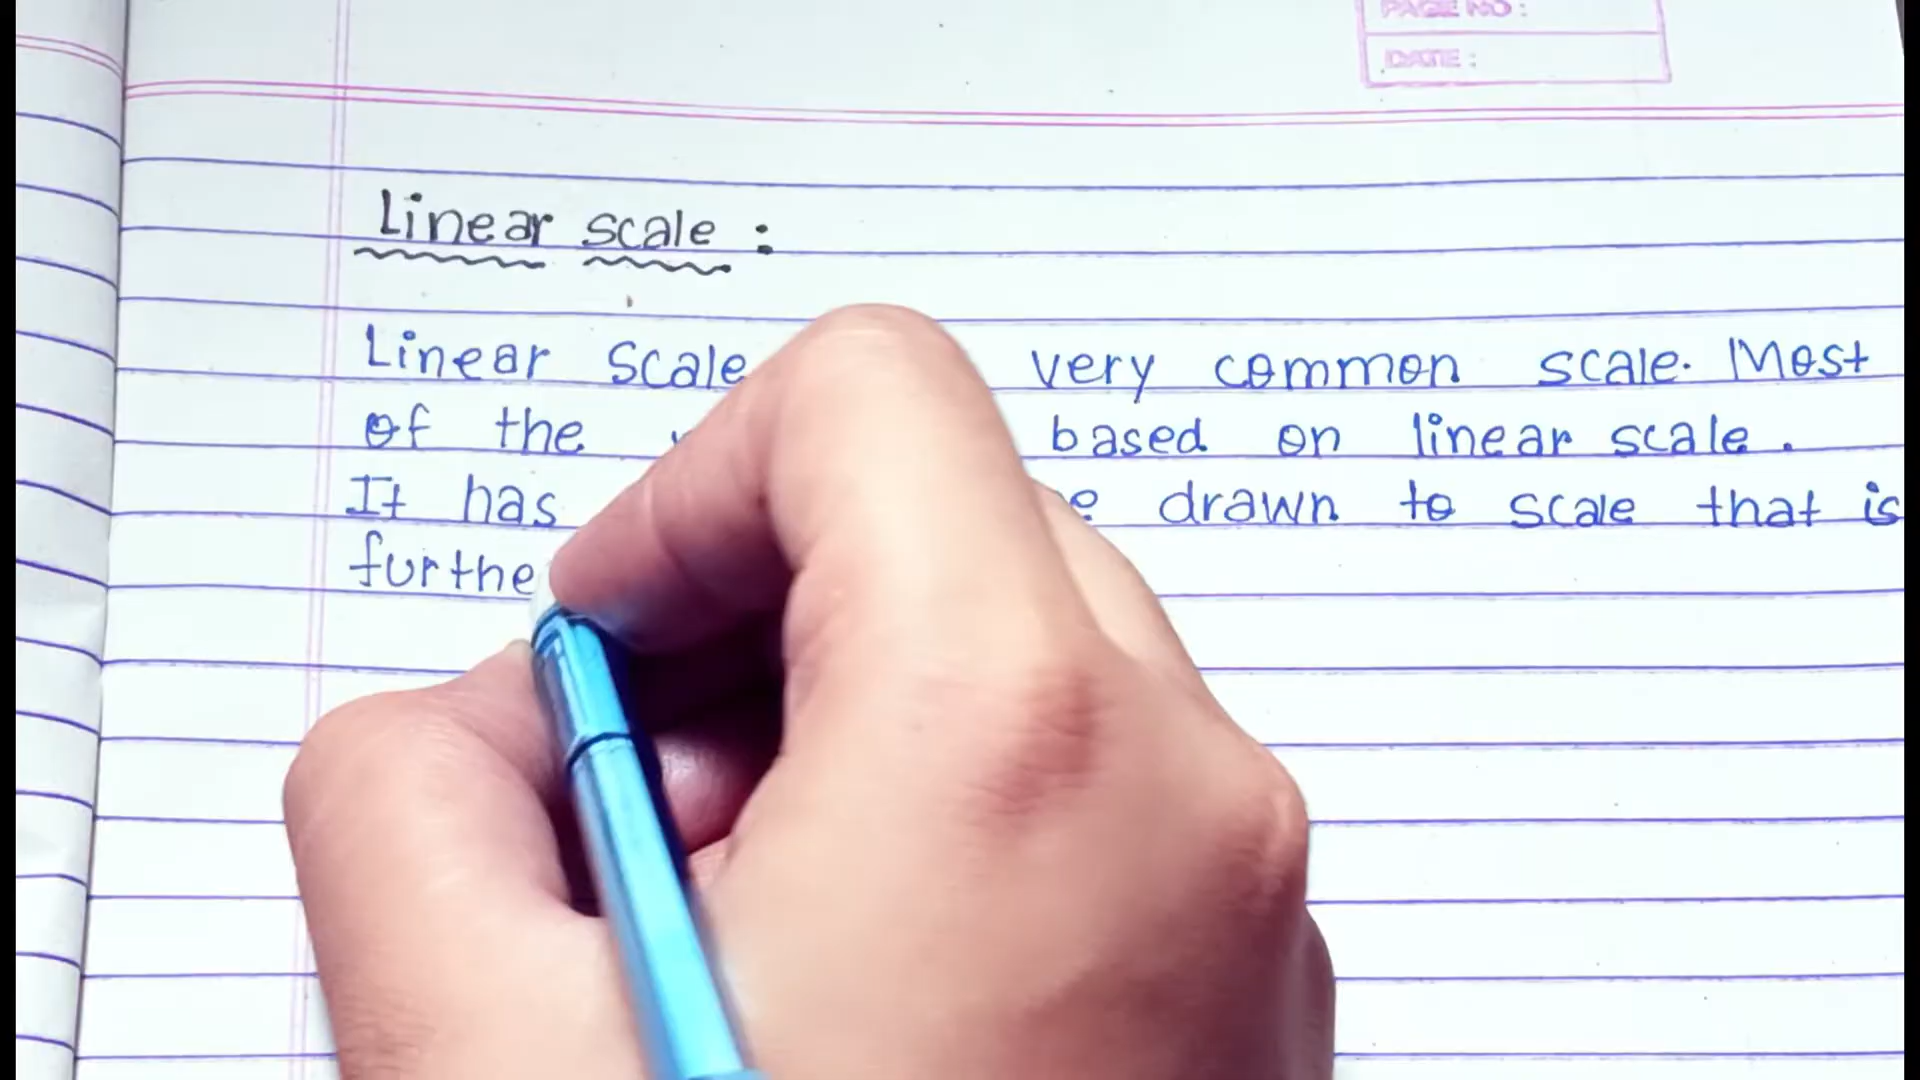 PAGE NO :
DATE :
Linear scale :
Linear Scale very common scale. Most
of the based on linear scale.
It has drawn to scale that is
furthe